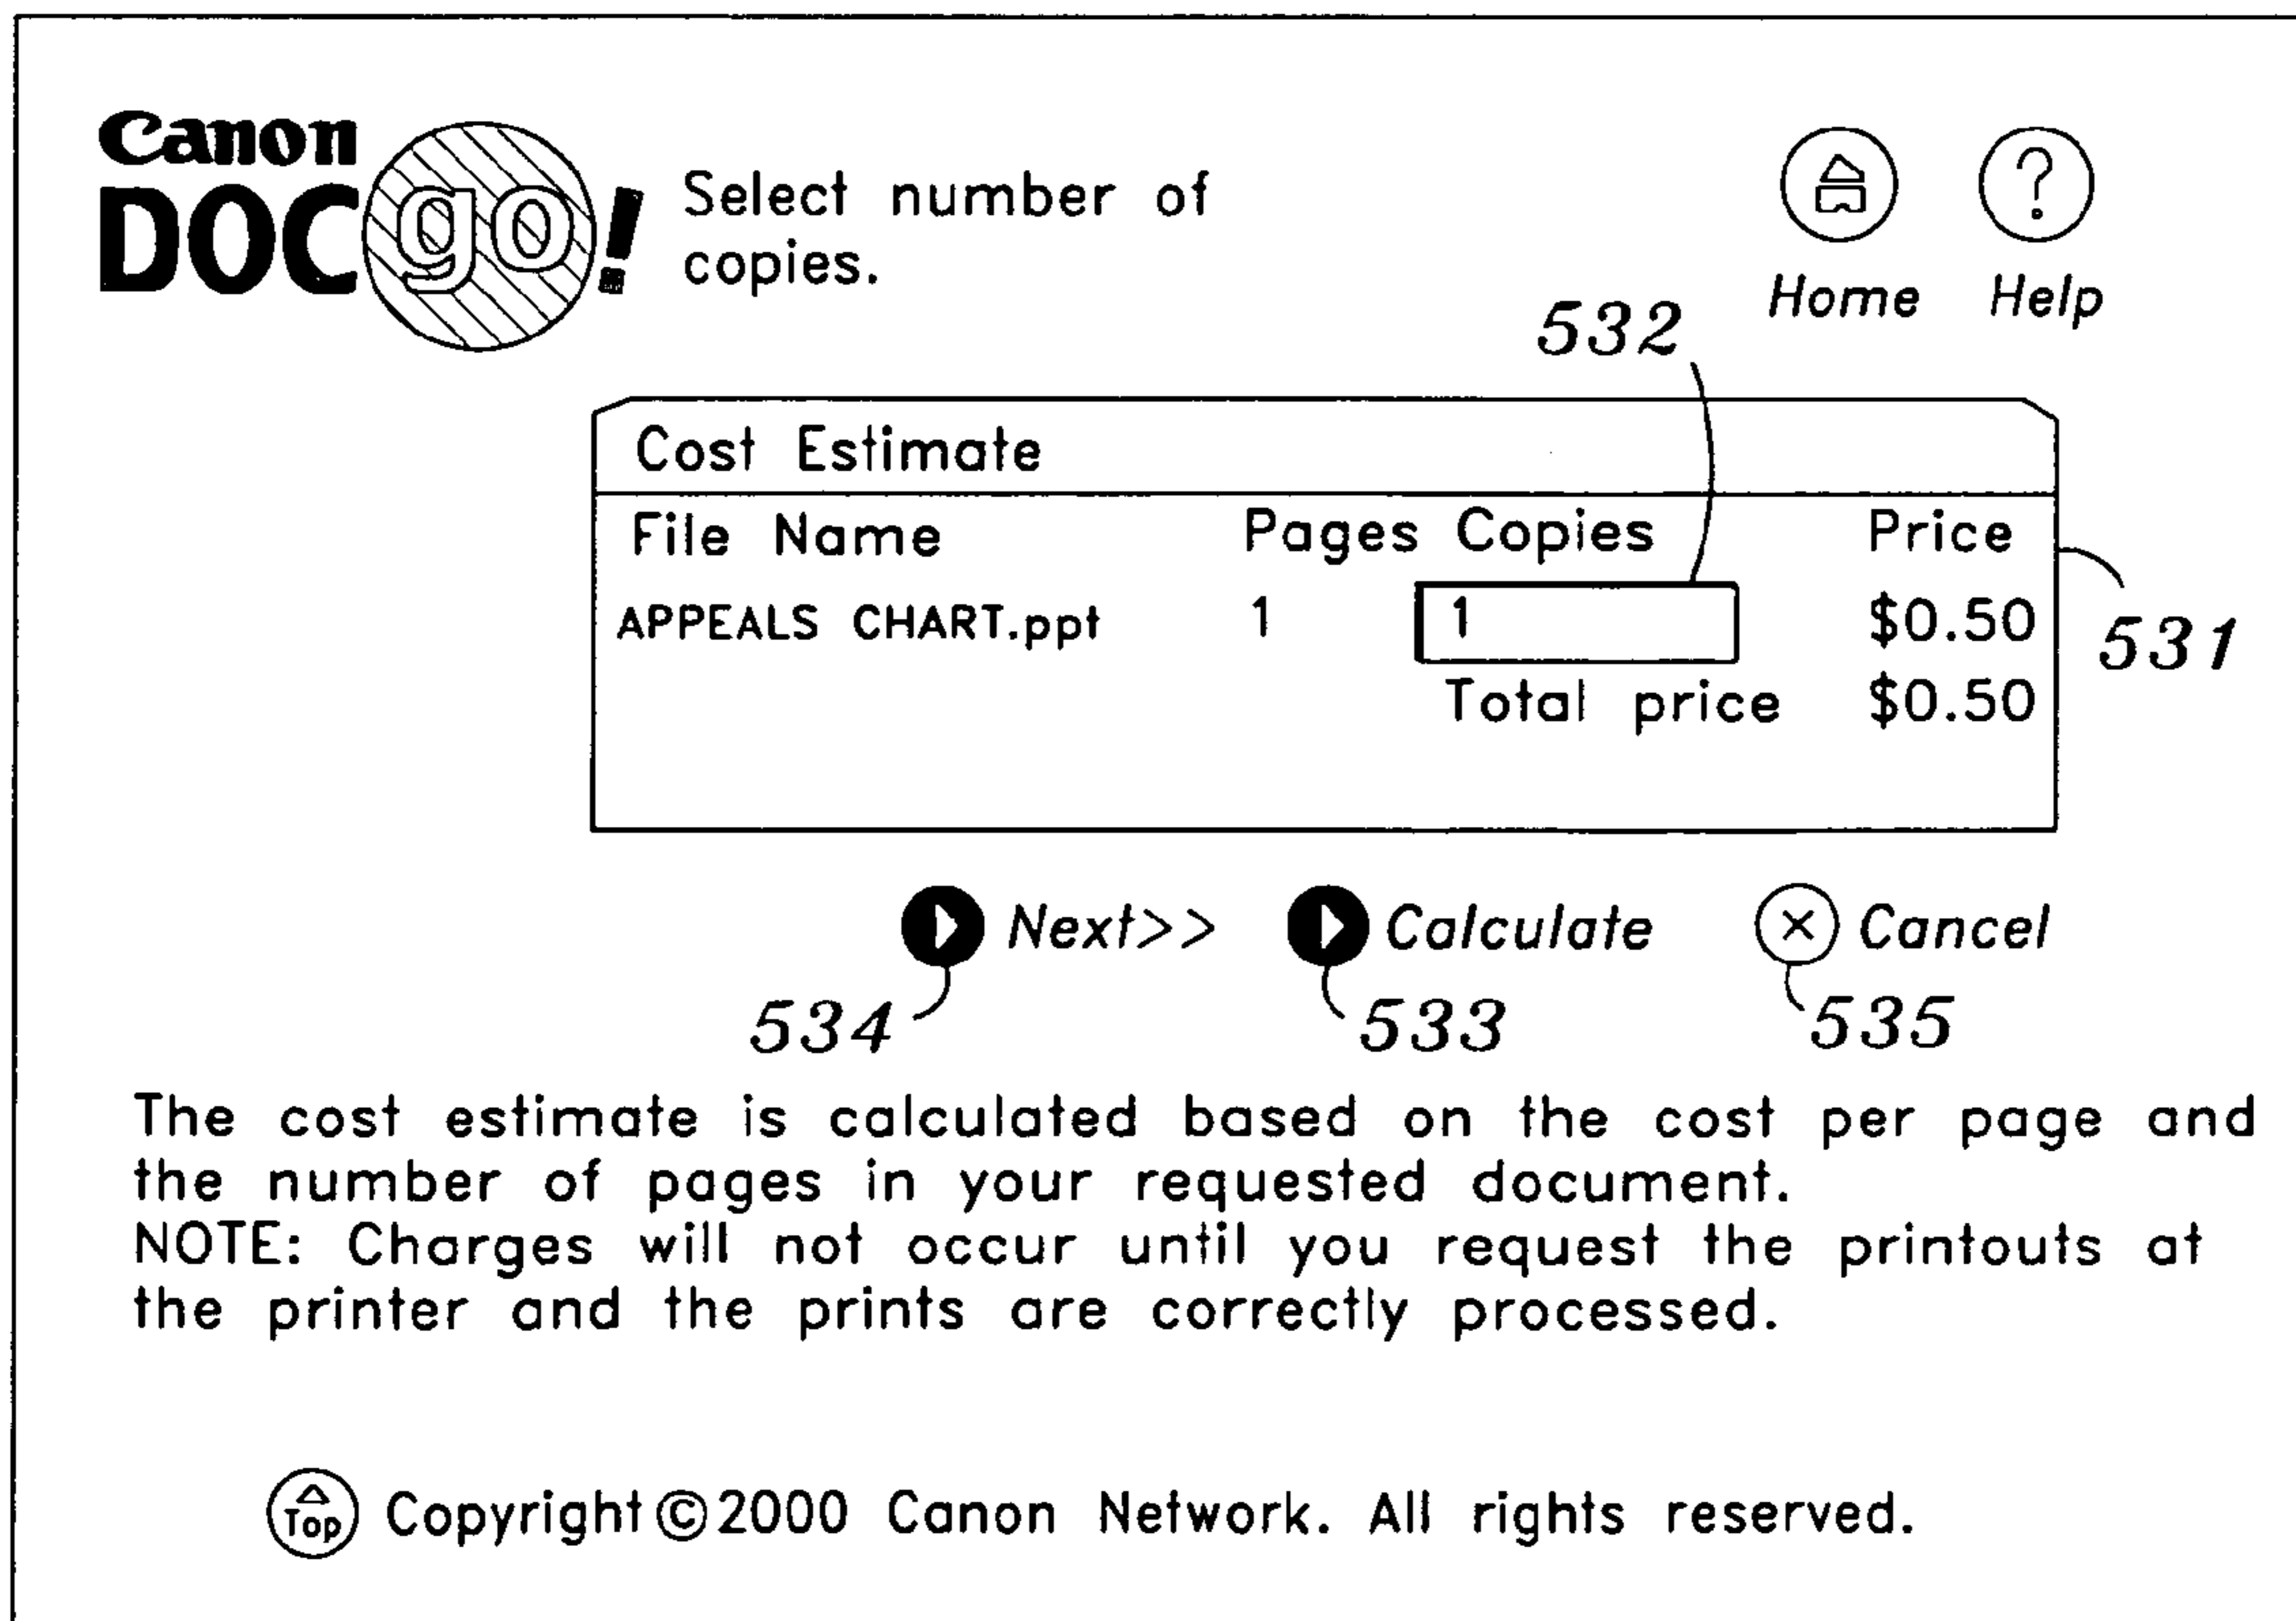 Canon
DOC go!
Select number of
copies.
Home Help
532
Cost Estimate
File Name Pages Copies Price
APPEALS CHART.ppt 1 1 $0.50
531
Total price $0.50
Next>> Calculate Cancel
534 533 535
The cost estimate is calculated based on the cost per page and
the number of pages in your requested document.
NOTE: Charges will not occur until you request the printouts at
the printer and the prints are correctly processed.
Top Copyright©2000 Canon Network. All rights reserved.